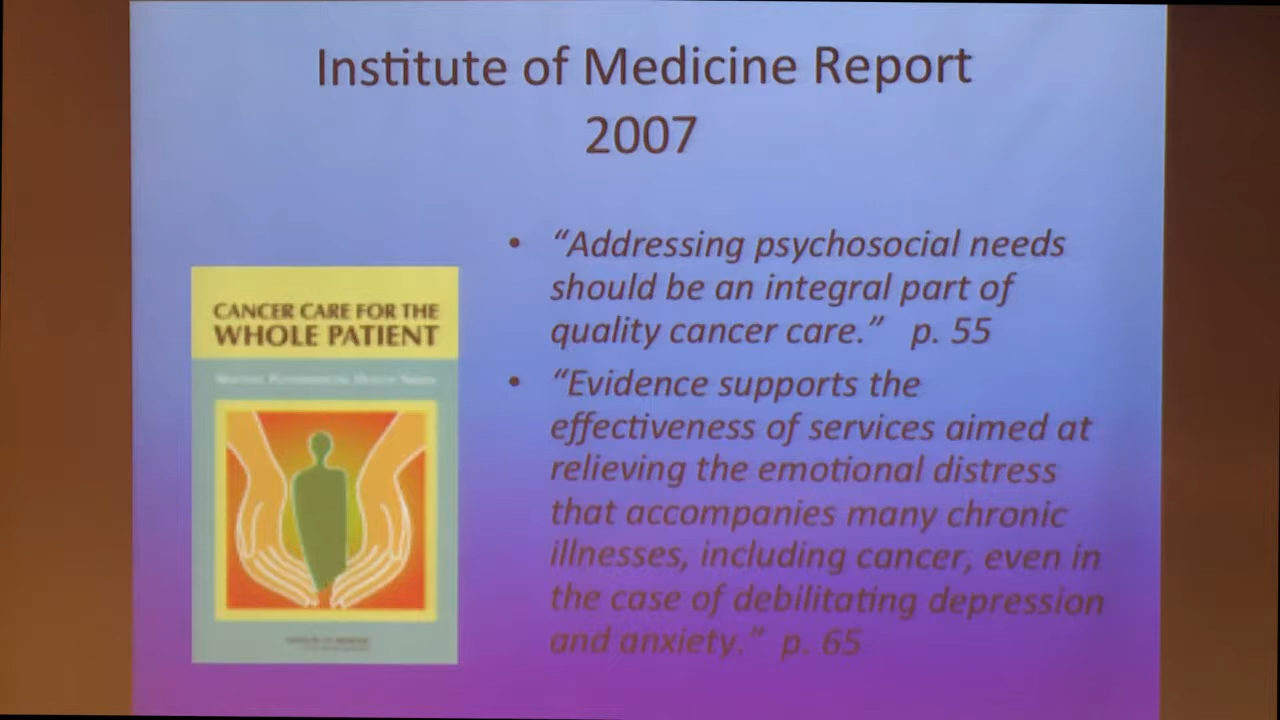 Institute of Medicine Report
2007
• “Addressing psychosocial needs
should be an integral part of
quality cancer care.” p. 55
• “Evidence supports the
effectiveness of services aimed at
relieving the emotional distress
that accompanies many chronic
illnesses, including cancer, even in
the case of debilitating depression
and anxiety.” p. 65
CANCER CARE FOR THE
WHOLE PATIENT